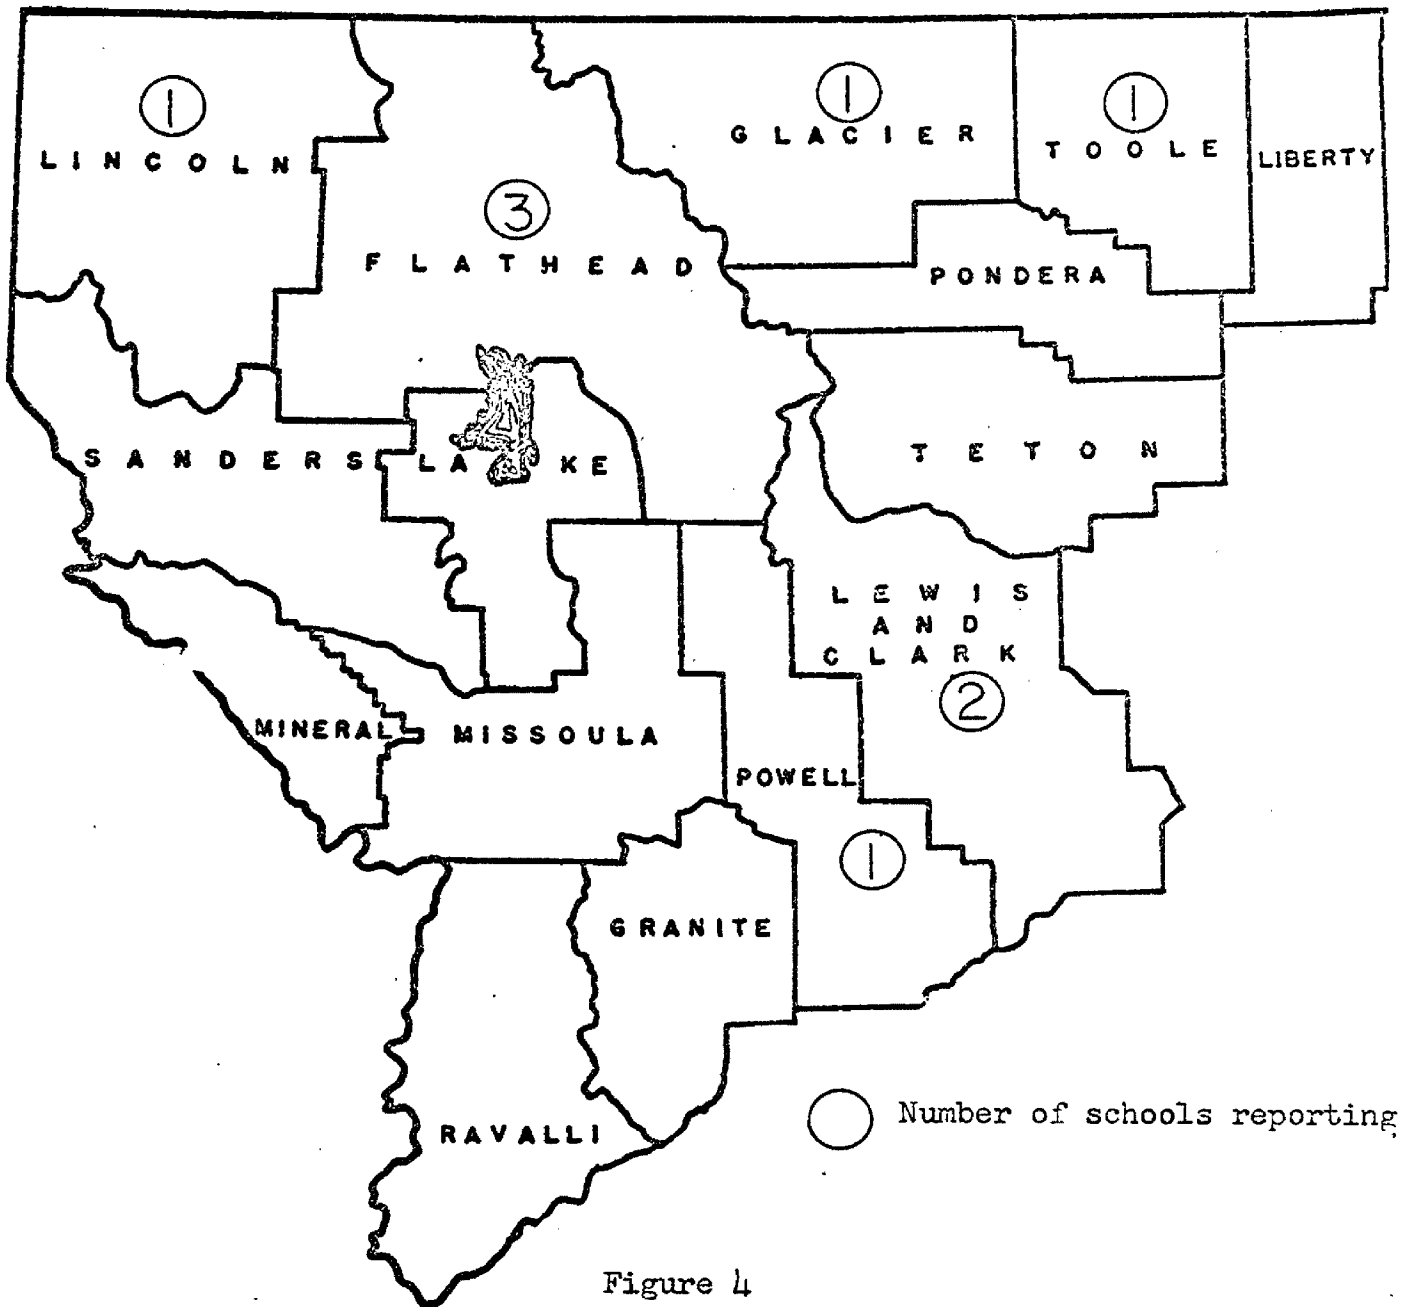 1
LINCOLN
3
FLATHEAD
1
GLACIER
1
TOOLE
LIBERTY
PONDERA
SANDERS
LAKE
TETON
LEWIS
AND
CLARK
2
MINERAL
MISSOULA
POWELL
1
GRANITE
RAVALLI
Number of schools reporting
Figure 4